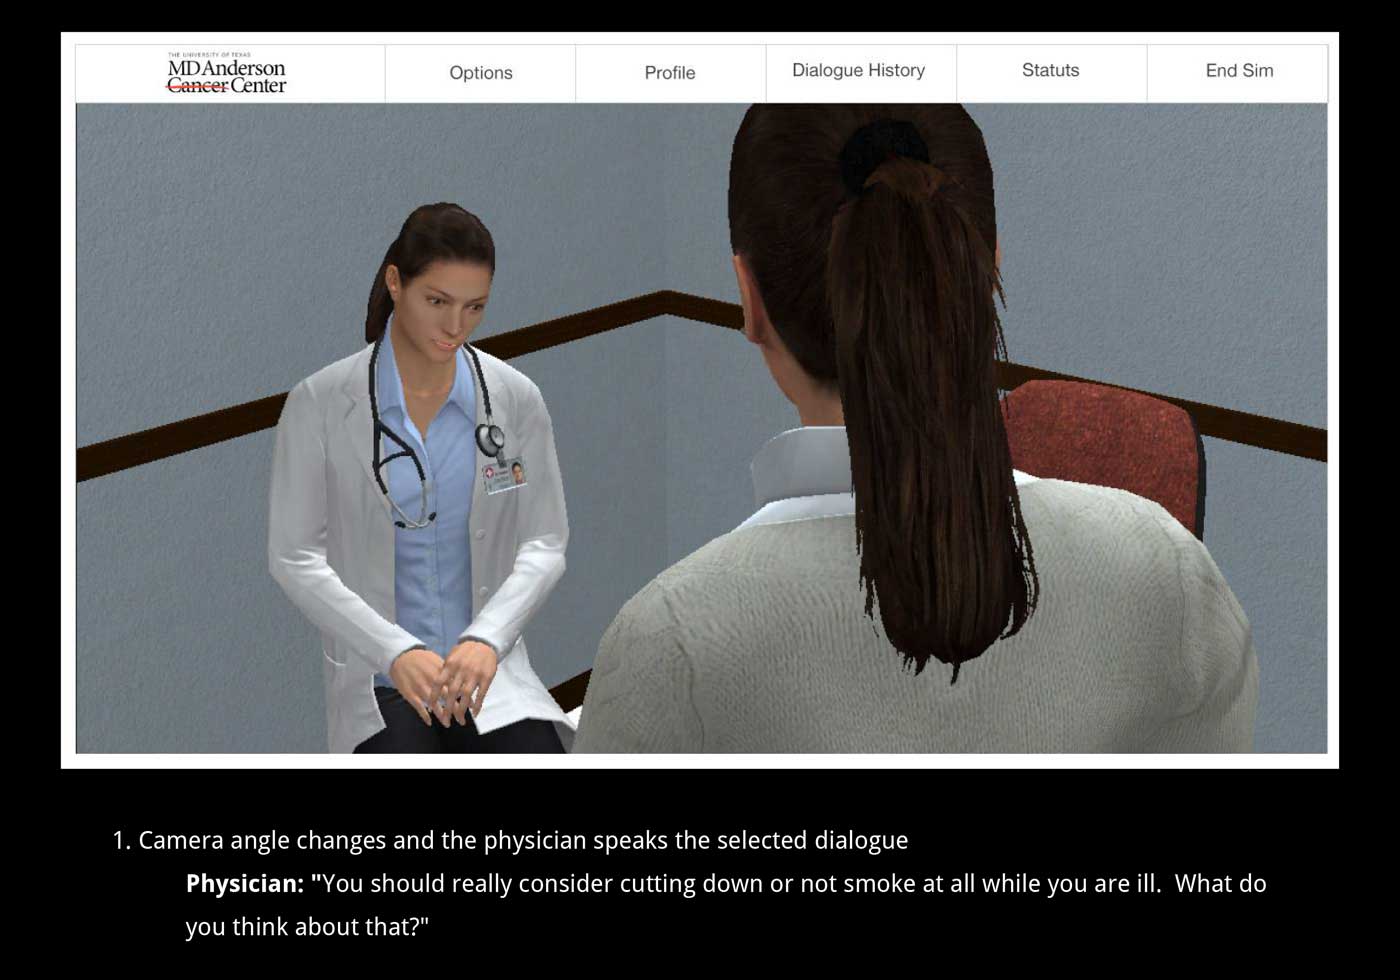 THE UNIVERSITY OF TEXAS
MD Anderson
Cancer Center
Options
Profile
Dialogue History
Statuts
End Sim
1. Camera angle changes and the physician speaks the selected dialogue
Physician: "You should really consider cutting down or not smoke at all while you are ill.  What do
you think about that?"